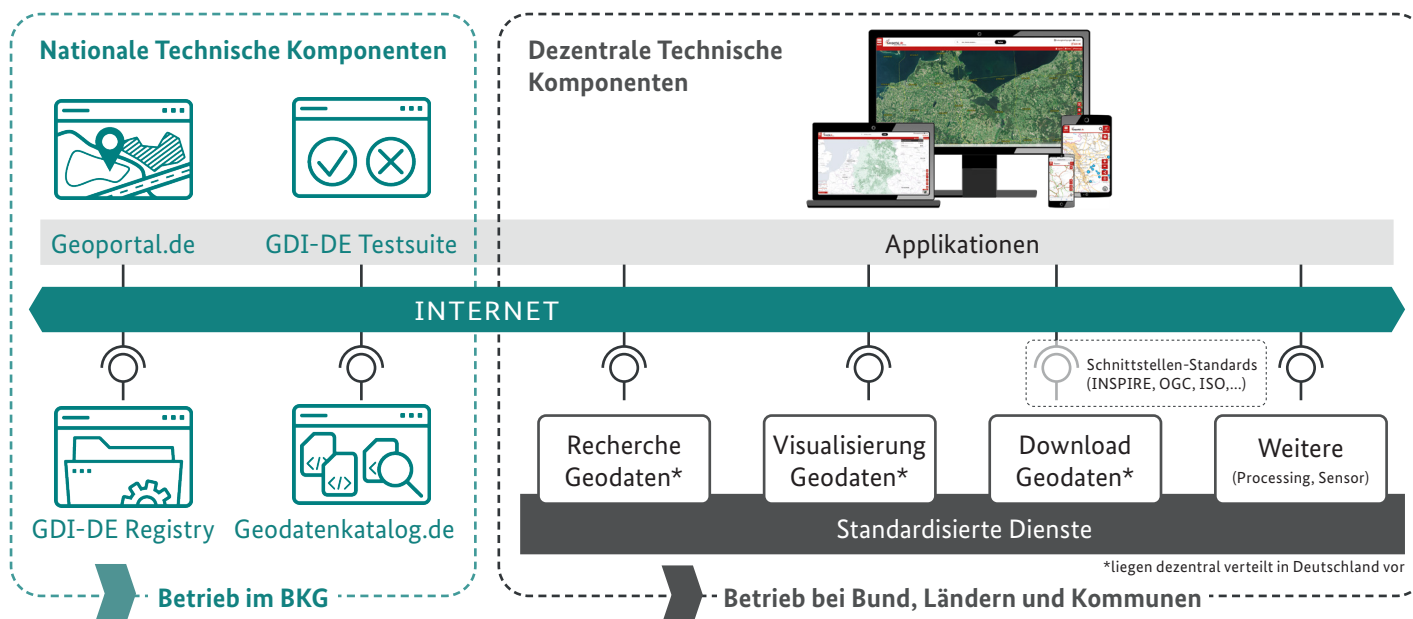 Nationale Technische Komponenten
Geoportal.de
GDI-DE Testsuite
Dezentrale Technische
Komponenten
Applikationen
INTERNET
GDI-DE Registry
Geodatenkatalog.de
Schnittstellen-Standards
(INSPIRE, OGC, ISO,...)
Recherche
Geodaten*
Visualisierung
Geodaten*
Download
Geodaten*
Weitere
(Processing, Sensor)
Standardisierte Dienste
*liegen dezentral verteilt in Deutschland vor
Betrieb im BKG
Betrieb bei Bund, Ländern und Kommunen